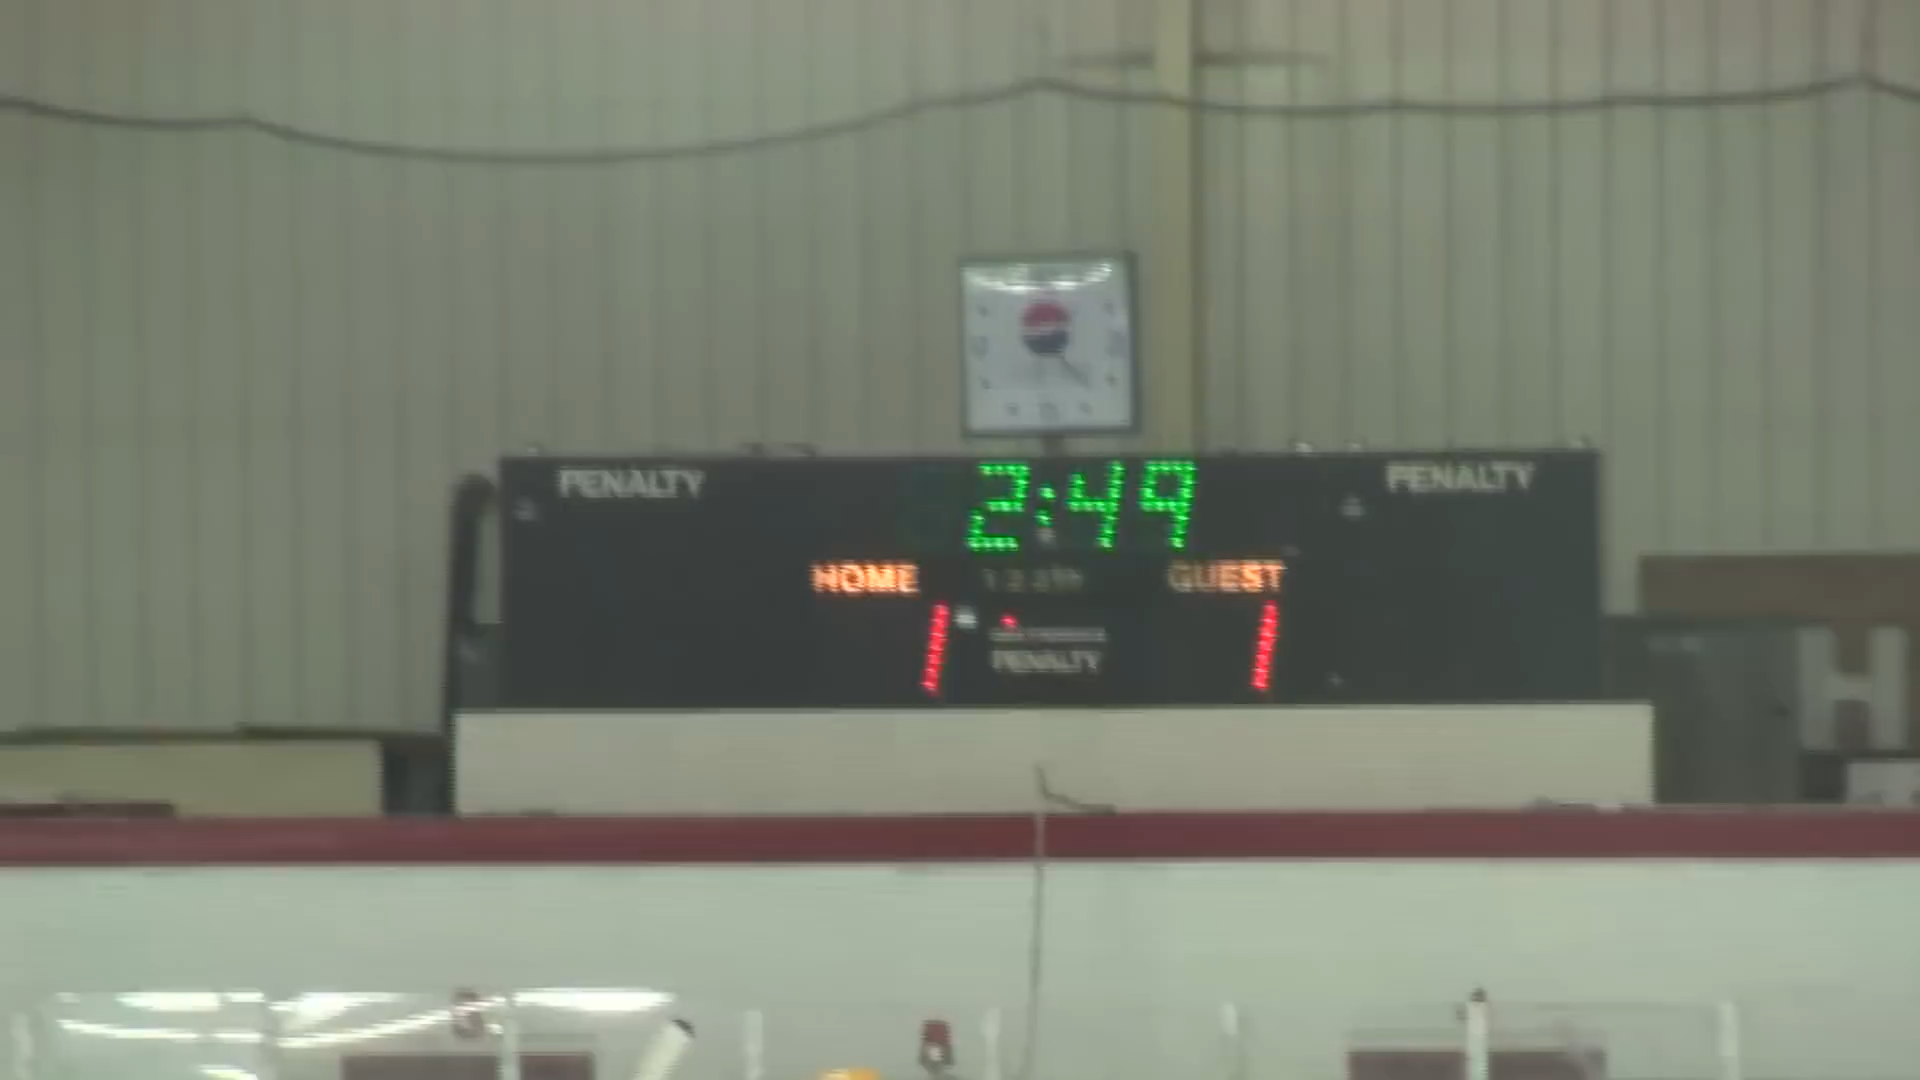 PENALTY
PENALTY
2:49
HOME
GUEST
1
1
PENALTY
H